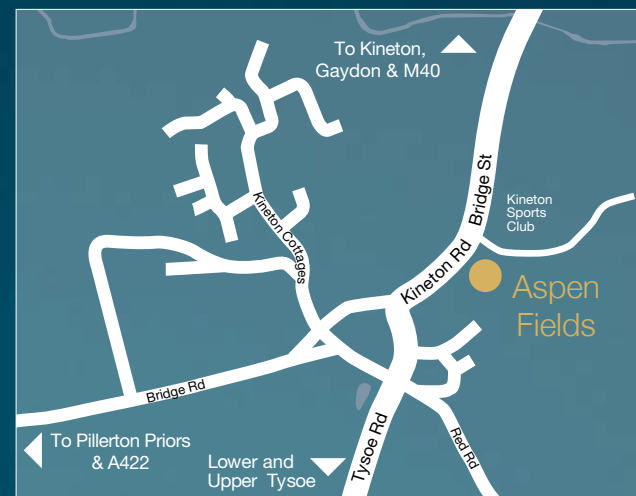 To Kineton,
Gaydon & M40
Bridge St
Kineton
Sports
Club
Kineton Cottages
Kineton Rd
Aspen
Fields
Bridge Rd
To Pillerton Priors
& A422
Lower and
Upper Tysoe
Tysoe Rd
Red Rd